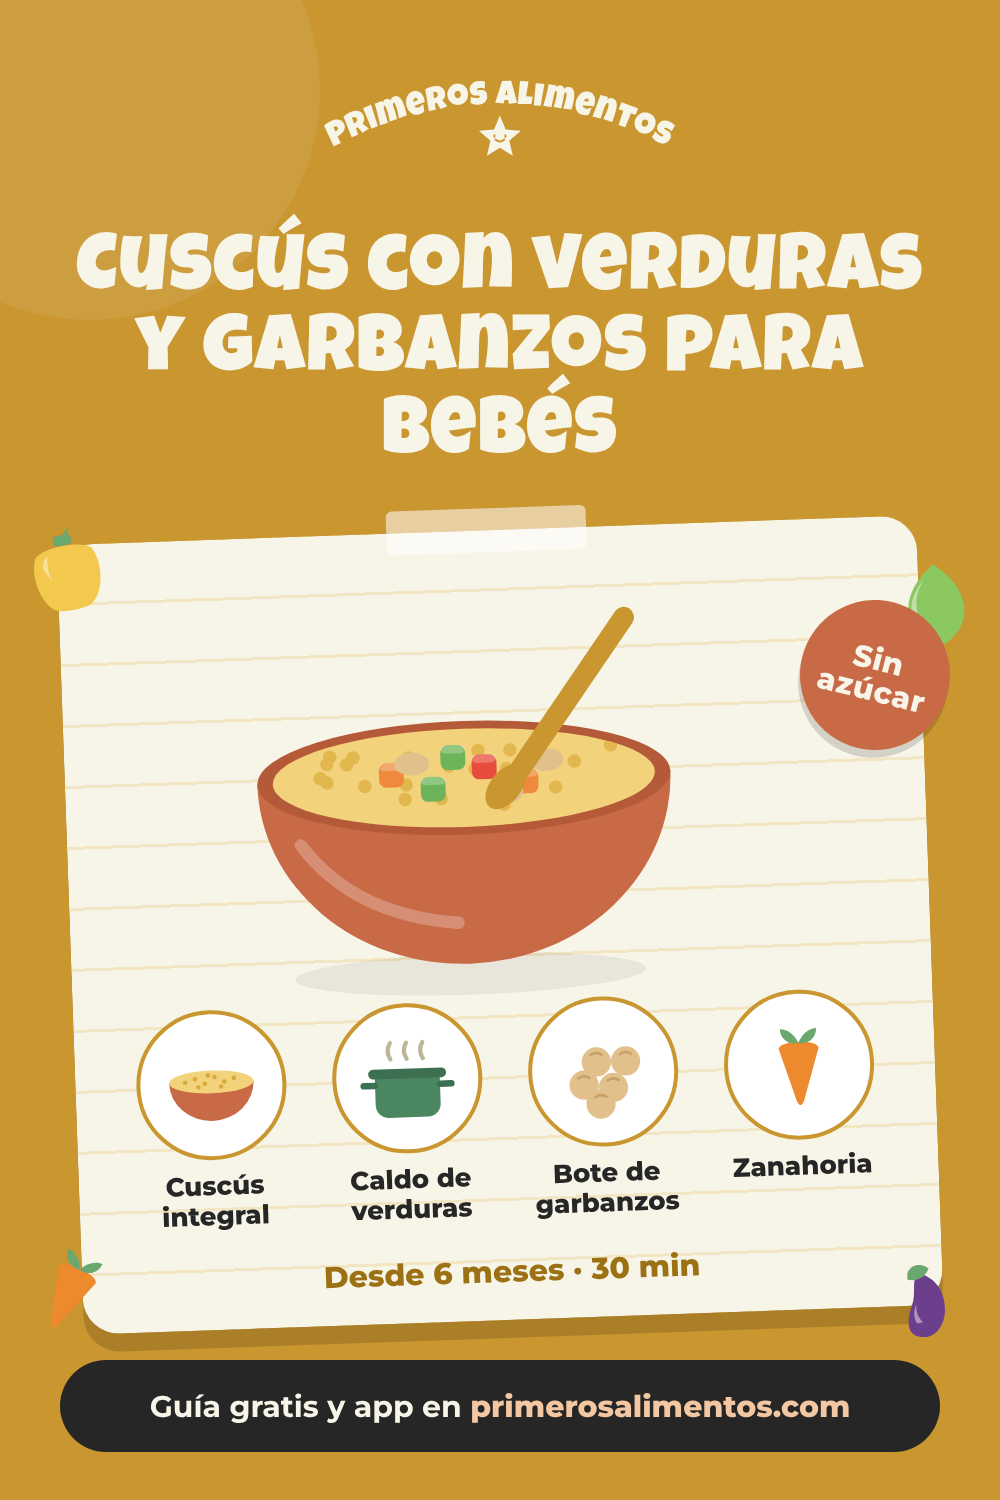 PRIMEROS ALIMENTOS
CUSCÚS CON VERDURAS
Y GARBANZOS PARA
BEBÉS
Sin
azúcar
Cuscús
integral
Caldo de
verduras
Bote de
garbanzos
Zanahoria
Desde 6 meses · 30 min
Guía gratis y app en primerosalimentos.com